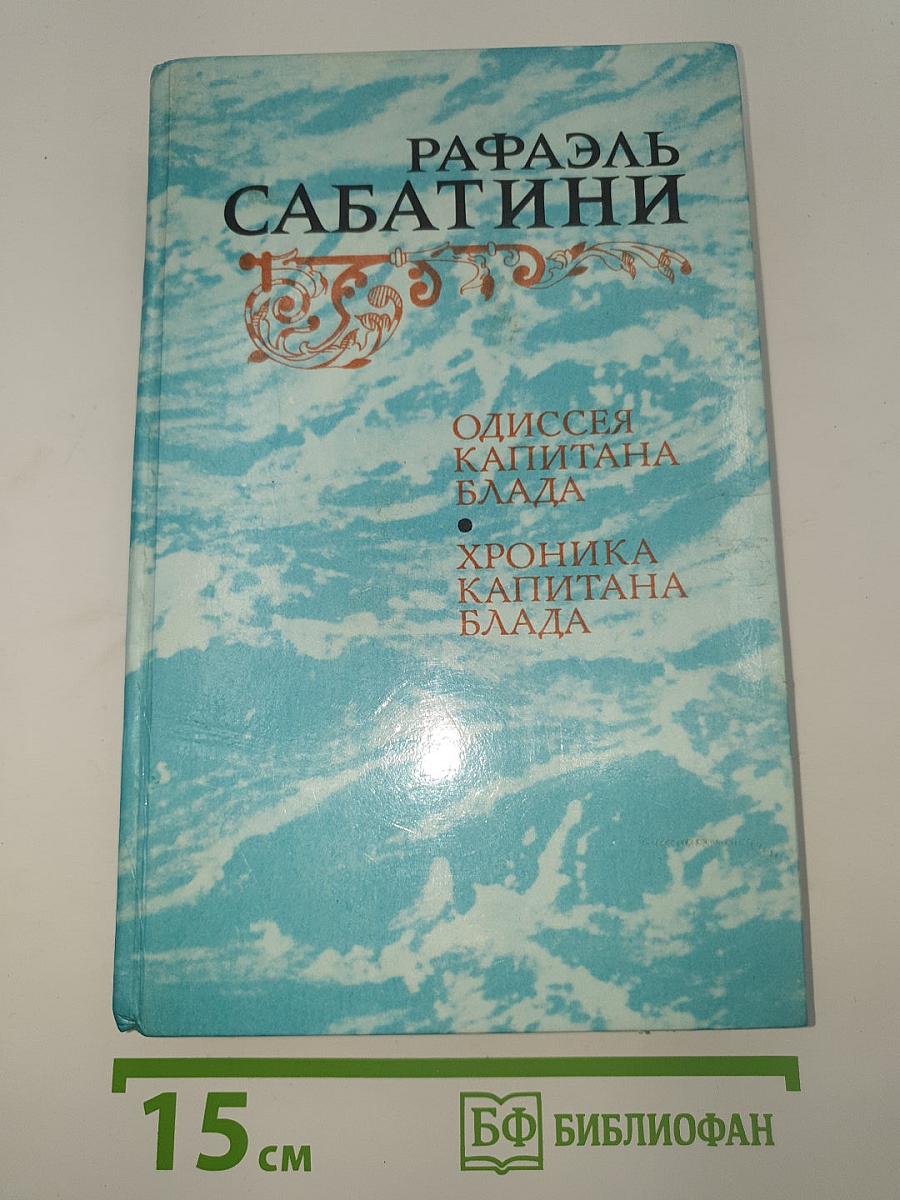 РАФАЭЛЬ
САБАТИНИ
ОДИССЕЯ
КАПИТАНА
БЛАДА
•
ХРОНИКА
КАПИТАНА
БЛАДА
15 см
БФ БИБЛИОФАН